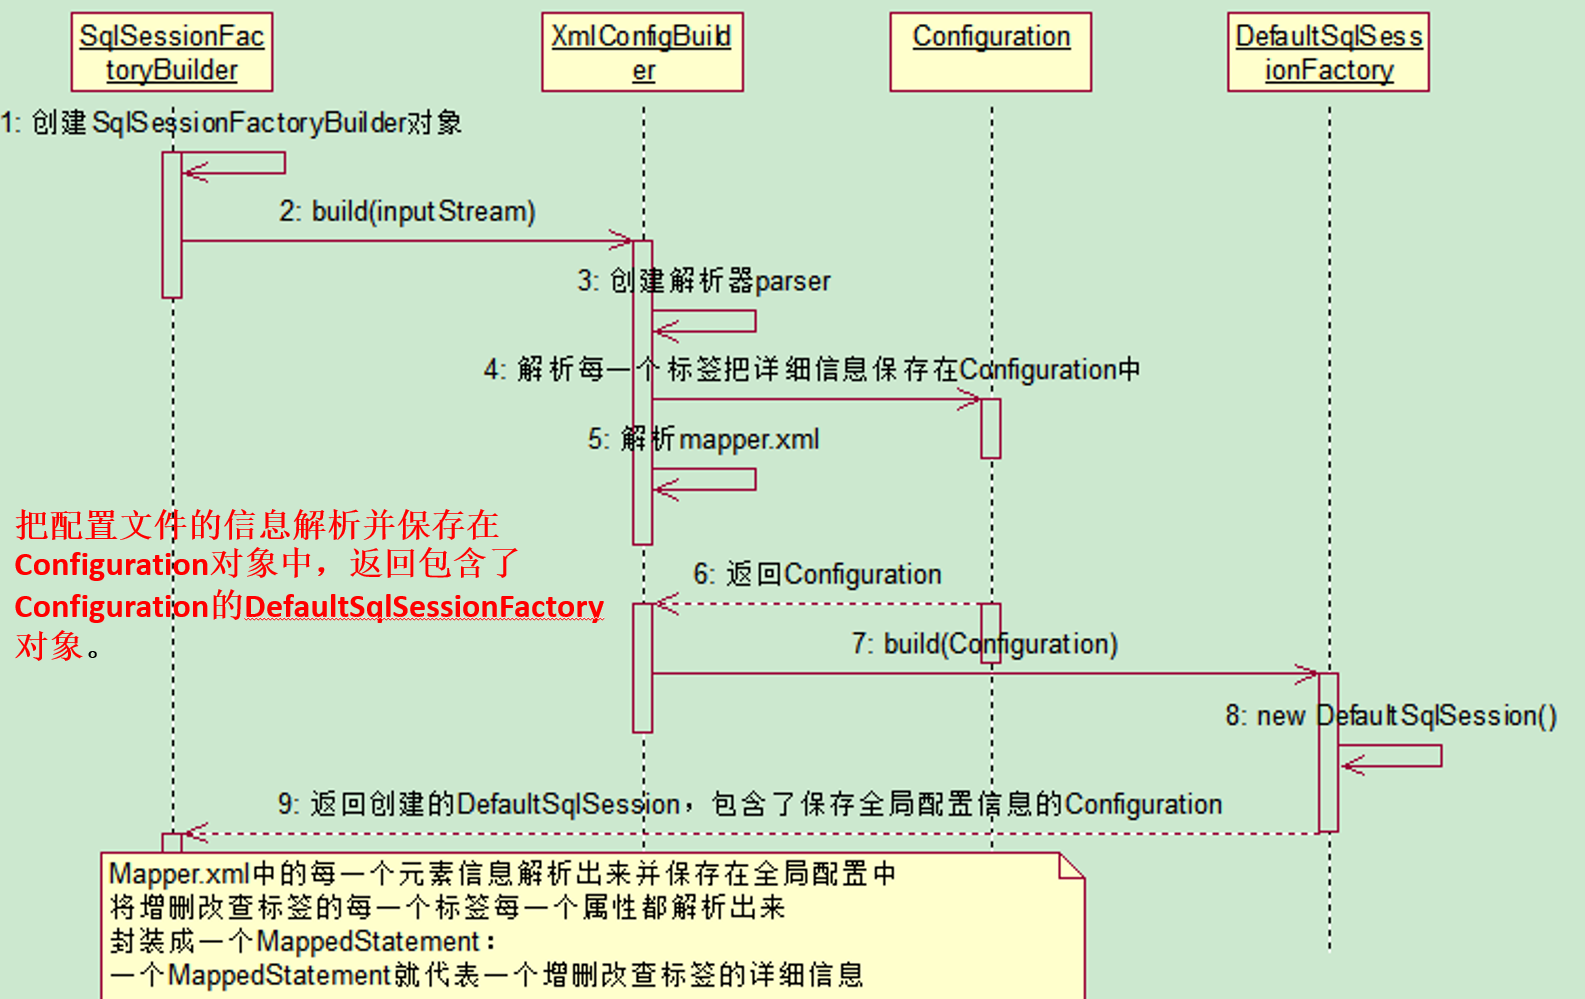 SqlSessionFac
toryBuilder
XmlConfigBuild
er
Configuration
DefaultSqlSess
ionFactory
1: 创建SqlSessionFactoryBuilder对象
2: build(inputStream)
3: 创建解析器parser
4: 解析每一个标签把详细信息保存在Configuration中
5: 解析mapper.xml
把配置文件的信息解析并保存在
Configuration对象中，返回包含了
Configuration的DefaultSqlSessionFactory
对象。
6: 返回Configuration
7: build(Configuration)
8: new DefaultSqlSession()
9: 返回创建的DefaultSqlSession，包含了保存全局配置信息的Configuration
Mapper.xml中的每一个元素信息解析出来并保存在全局配置中
将增删改查标签的每一个标签每一个属性都解析出来
封装成一个MappedStatement：
一个MappedStatement就代表一个增删改查标签的详细信息